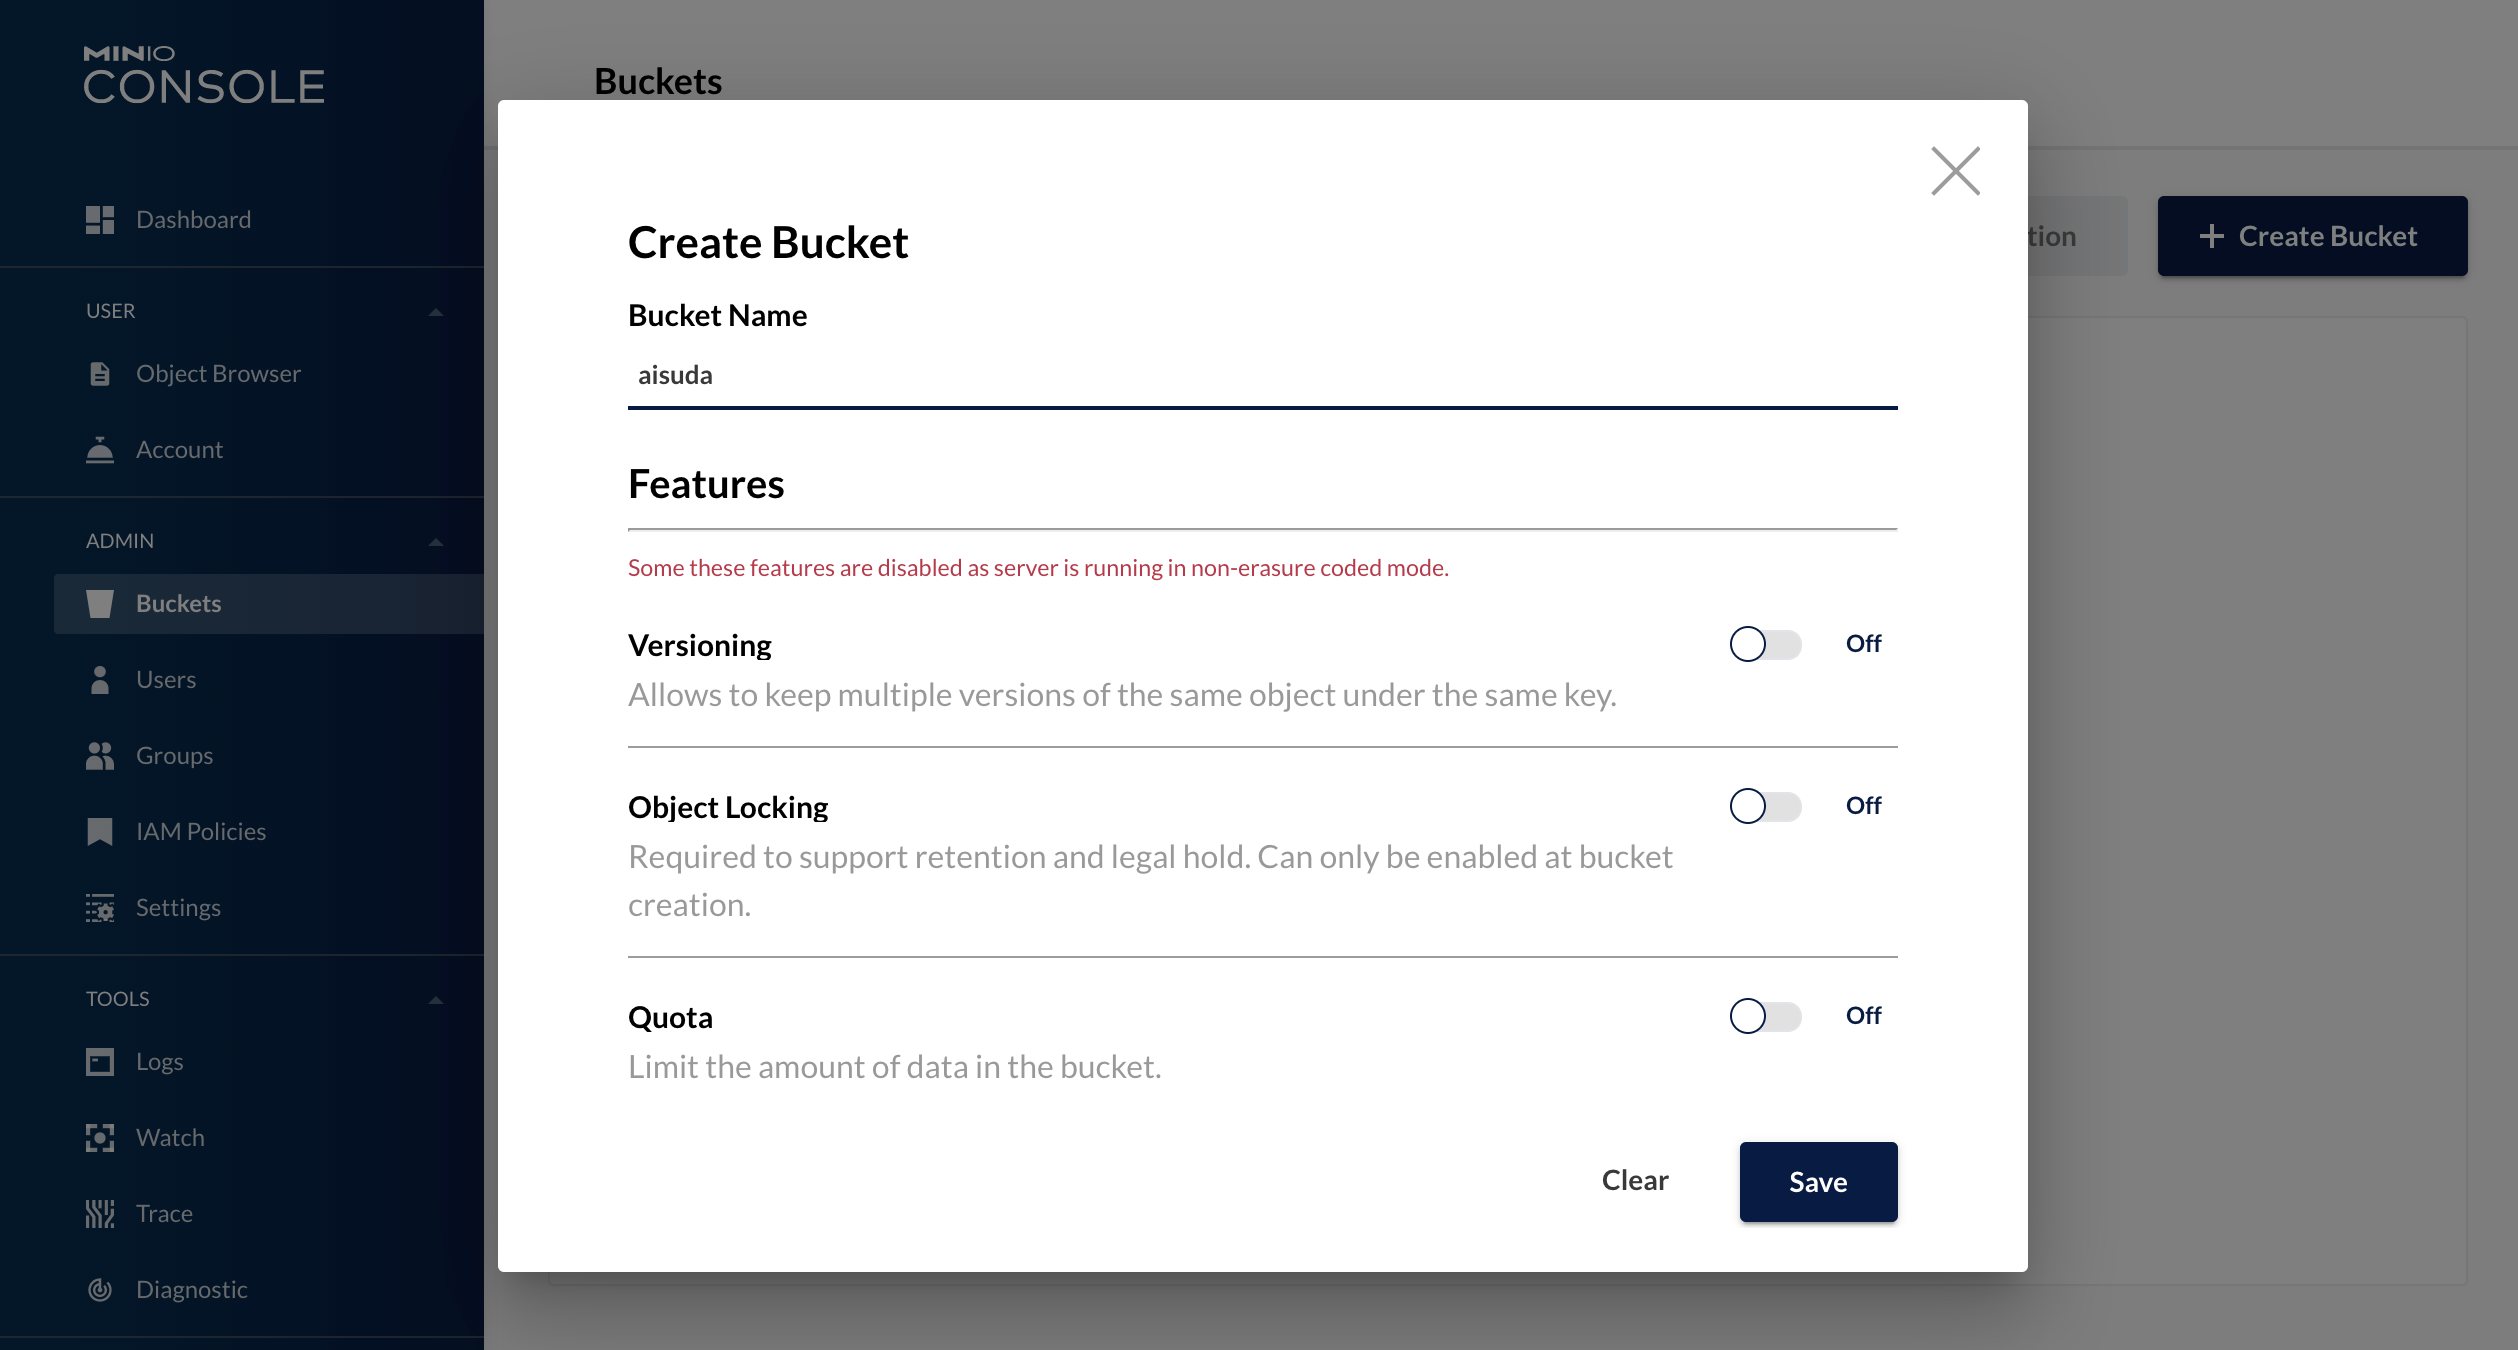 MINIO
CONSOLE
Dashboard
USER
Object Browser
Account
ADMIN
Buckets
Users
Groups
IAM Policies
Settings
TOOLS
Logs
Watch
Trace
Diagnostic
Buckets
tion
Create Bucket
Create Bucket
Bucket Name
aisuda
Features
Some these features are disabled as server is running in non-erasure coded mode.
Versioning
Off
Allows to keep multiple versions of the same object under the same key.
Object Locking
Off
Required to support retention and legal hold. Can only be enabled at bucket
creation.
Quota
Off
Limit the amount of data in the bucket.
Clear
Save